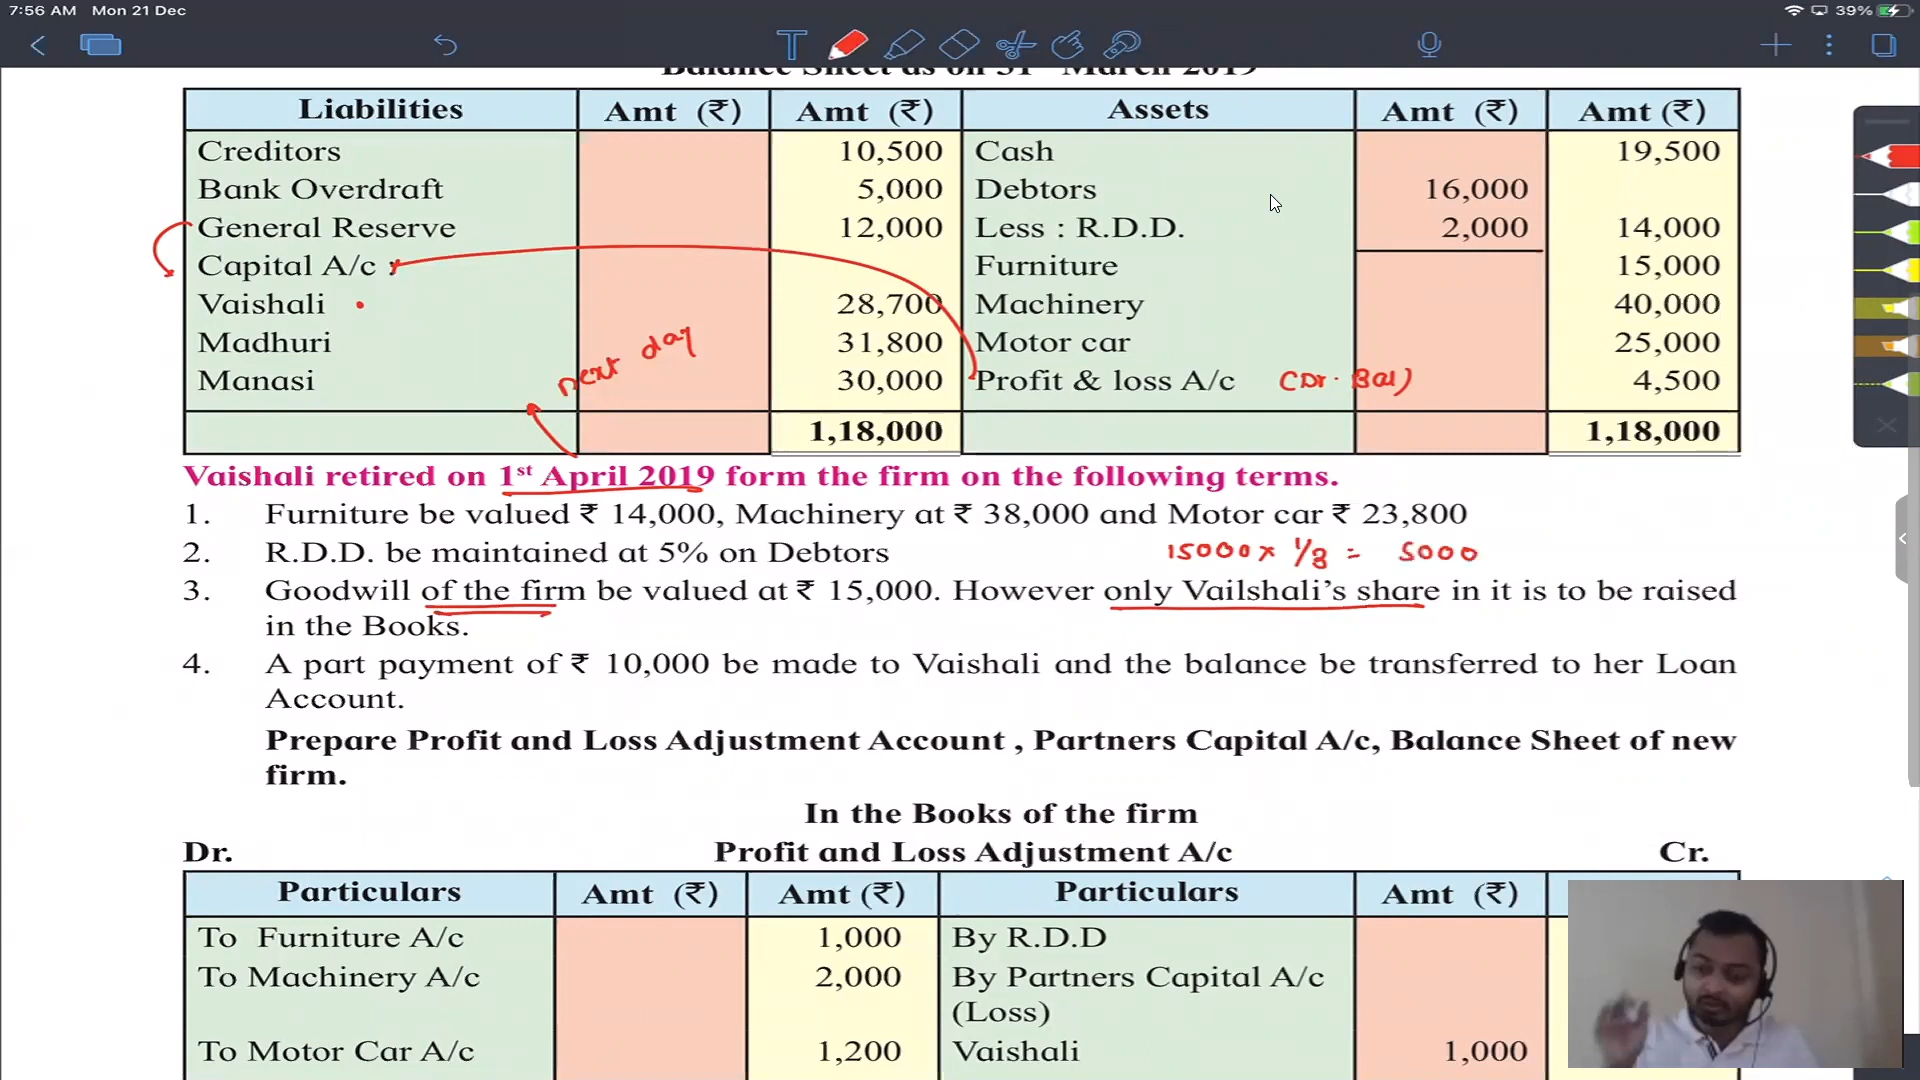 7:56 AM Mon 21 Dec
39%
Balance Sheet as on 31st March 2019
Liabilities Amt (₹) Amt (₹) Assets Amt (₹) Amt (₹)
Creditors 10,500 Cash 19,500
Bank Overdraft 5,000 Debtors 16,000
General Reserve 12,000 Less : R.D.D. 2,000 14,000
Capital A/c : Furniture 15,000
Vaishali 28,700 Machinery 40,000
Madhuri 31,800 Motor car 25,000
next day
Manasi 30,000 Profit & loss A/c (Dr. Bal) 4,500
1,18,000 1,18,000
Vaishali retired on 1st April 2019 form the firm on the following terms.
1. Furniture be valued ₹ 14,000, Machinery at ₹ 38,000 and Motor car ₹ 23,800
2. R.D.D. be maintained at 5% on Debtors 15000 x 1/3 = 5000
3. Goodwill of the firm be valued at ₹ 15,000. However only Vailshali's share in it is to be raised
in the Books.
4. A part payment of ₹ 10,000 be made to Vaishali and the balance be transferred to her Loan
Account.
Prepare Profit and Loss Adjustment Account , Partners Capital A/c, Balance Sheet of new
firm.
In the Books of the firm
Dr. Profit and Loss Adjustment A/c Cr.
Particulars Amt (₹) Amt (₹) Particulars Amt (₹)
To Furniture A/c 1,000 By R.D.D
To Machinery A/c 2,000 By Partners Capital A/c
(Loss)
To Motor Car A/c 1,200 Vaishali 1,000